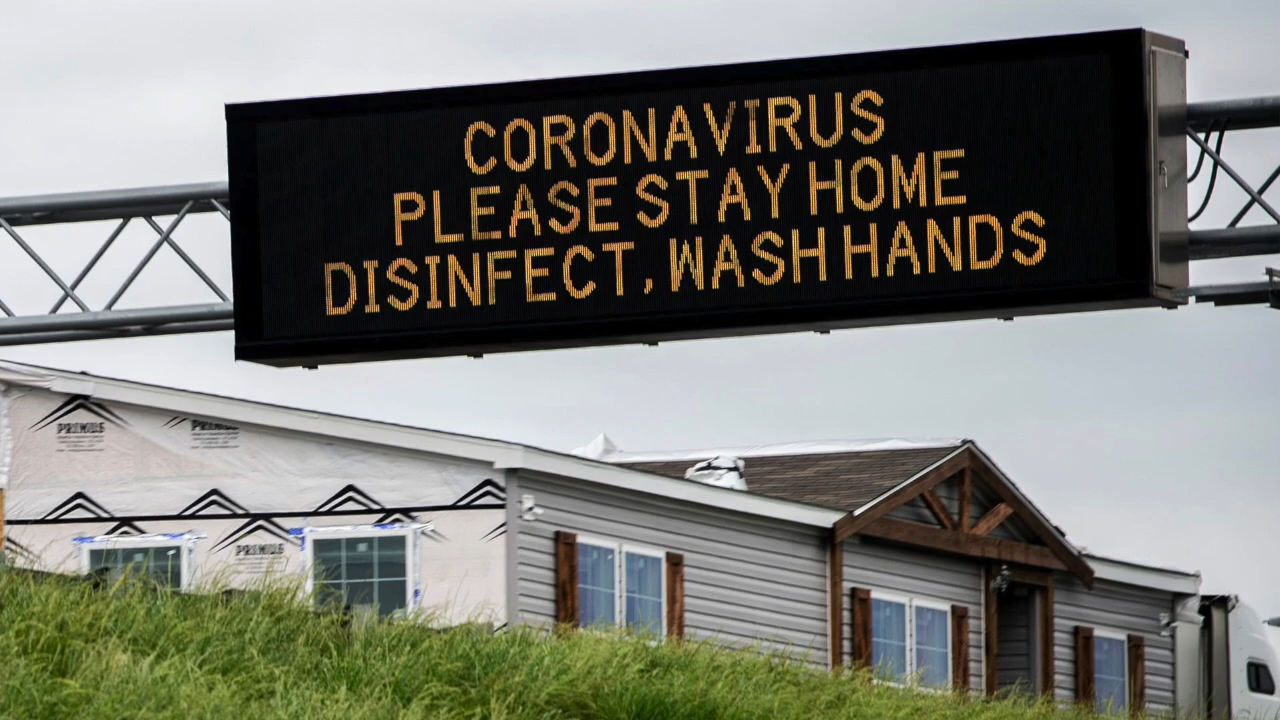 CORONAVIRUS
PLEASE STAY HOME
DISINFECT, WASH HANDS
PRIMUS
PRIMUS
PRIMUS